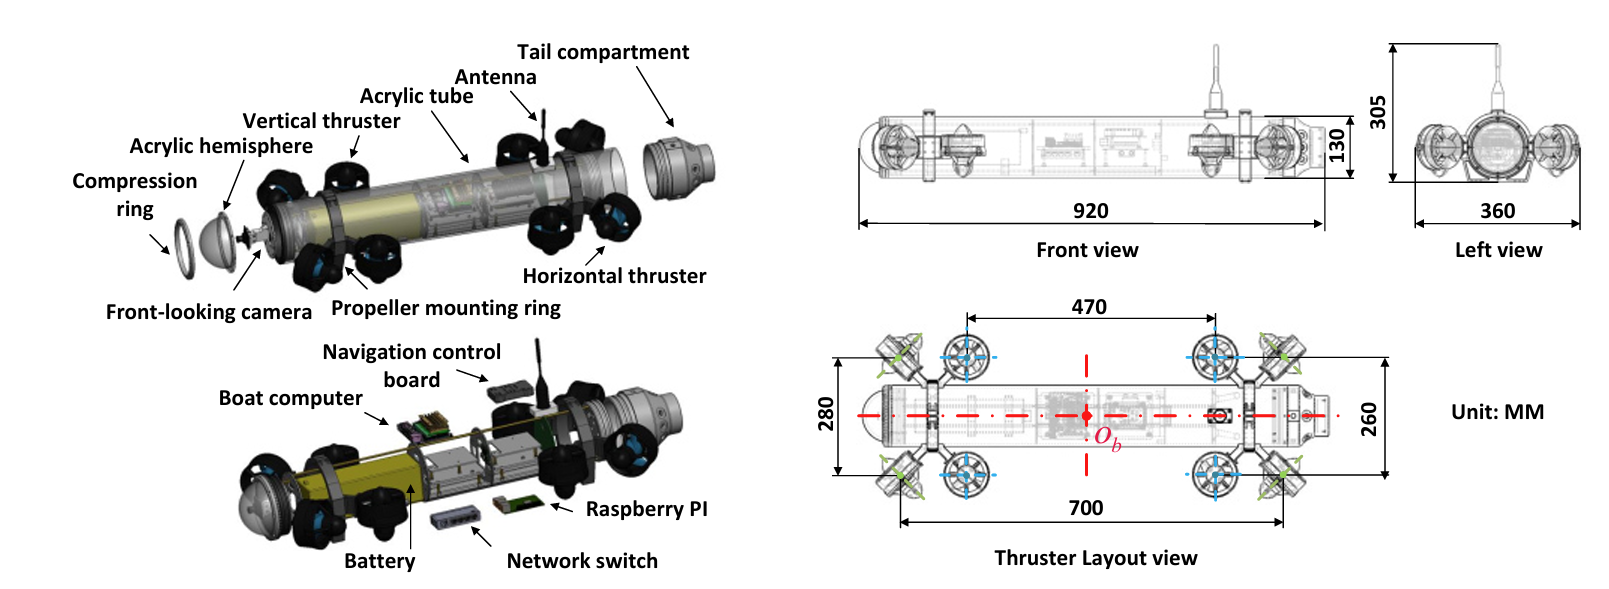 Tail compartment
Antenna
Acrylic tube
Vertical thruster
Acrylic hemisphere
Compression
ring
Horizontal thruster
Propeller mounting ring
Front-looking camera
Navigation control
board
Boat computer
Raspberry PI
Network switch
Battery
130
920
Front view
305
360
Left view
470
280
260
O_b
700
Thruster Layout view
Unit: MM